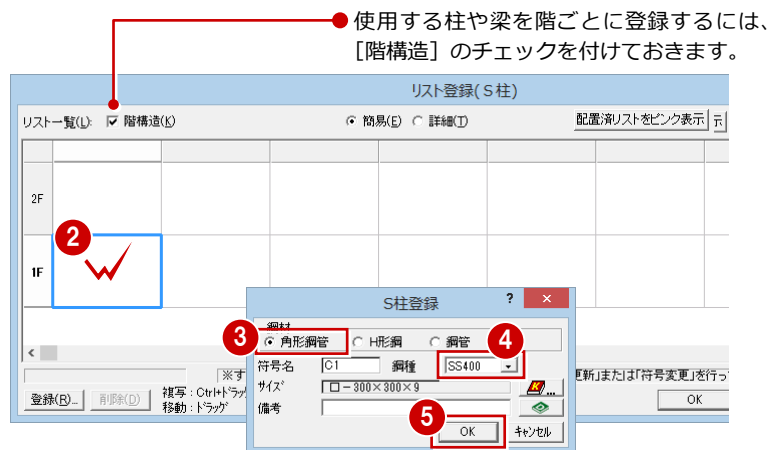 使用する柱や梁を階ごとに登録するには、
［階構造］のチェックを付けておきます。
リスト登録(S柱)
リスト一覧(L): 階構造(K) 簡易(E) 詳細(T) 配置済リストをピンク表示 示
2F
2
1F
S柱登録 ? ×
鋼材
3 角形鋼管 H形鋼 鋼管 4
符号名 C1 鋼種 SS400
サイズ □－300×300×9 ...
備考
5 OK キャンセル
※す
更新」または「符号変更」を行っ
登録(R)... 削除(D) 複写：Ctrl+ドラッグ
移動：ドラッグ
OK